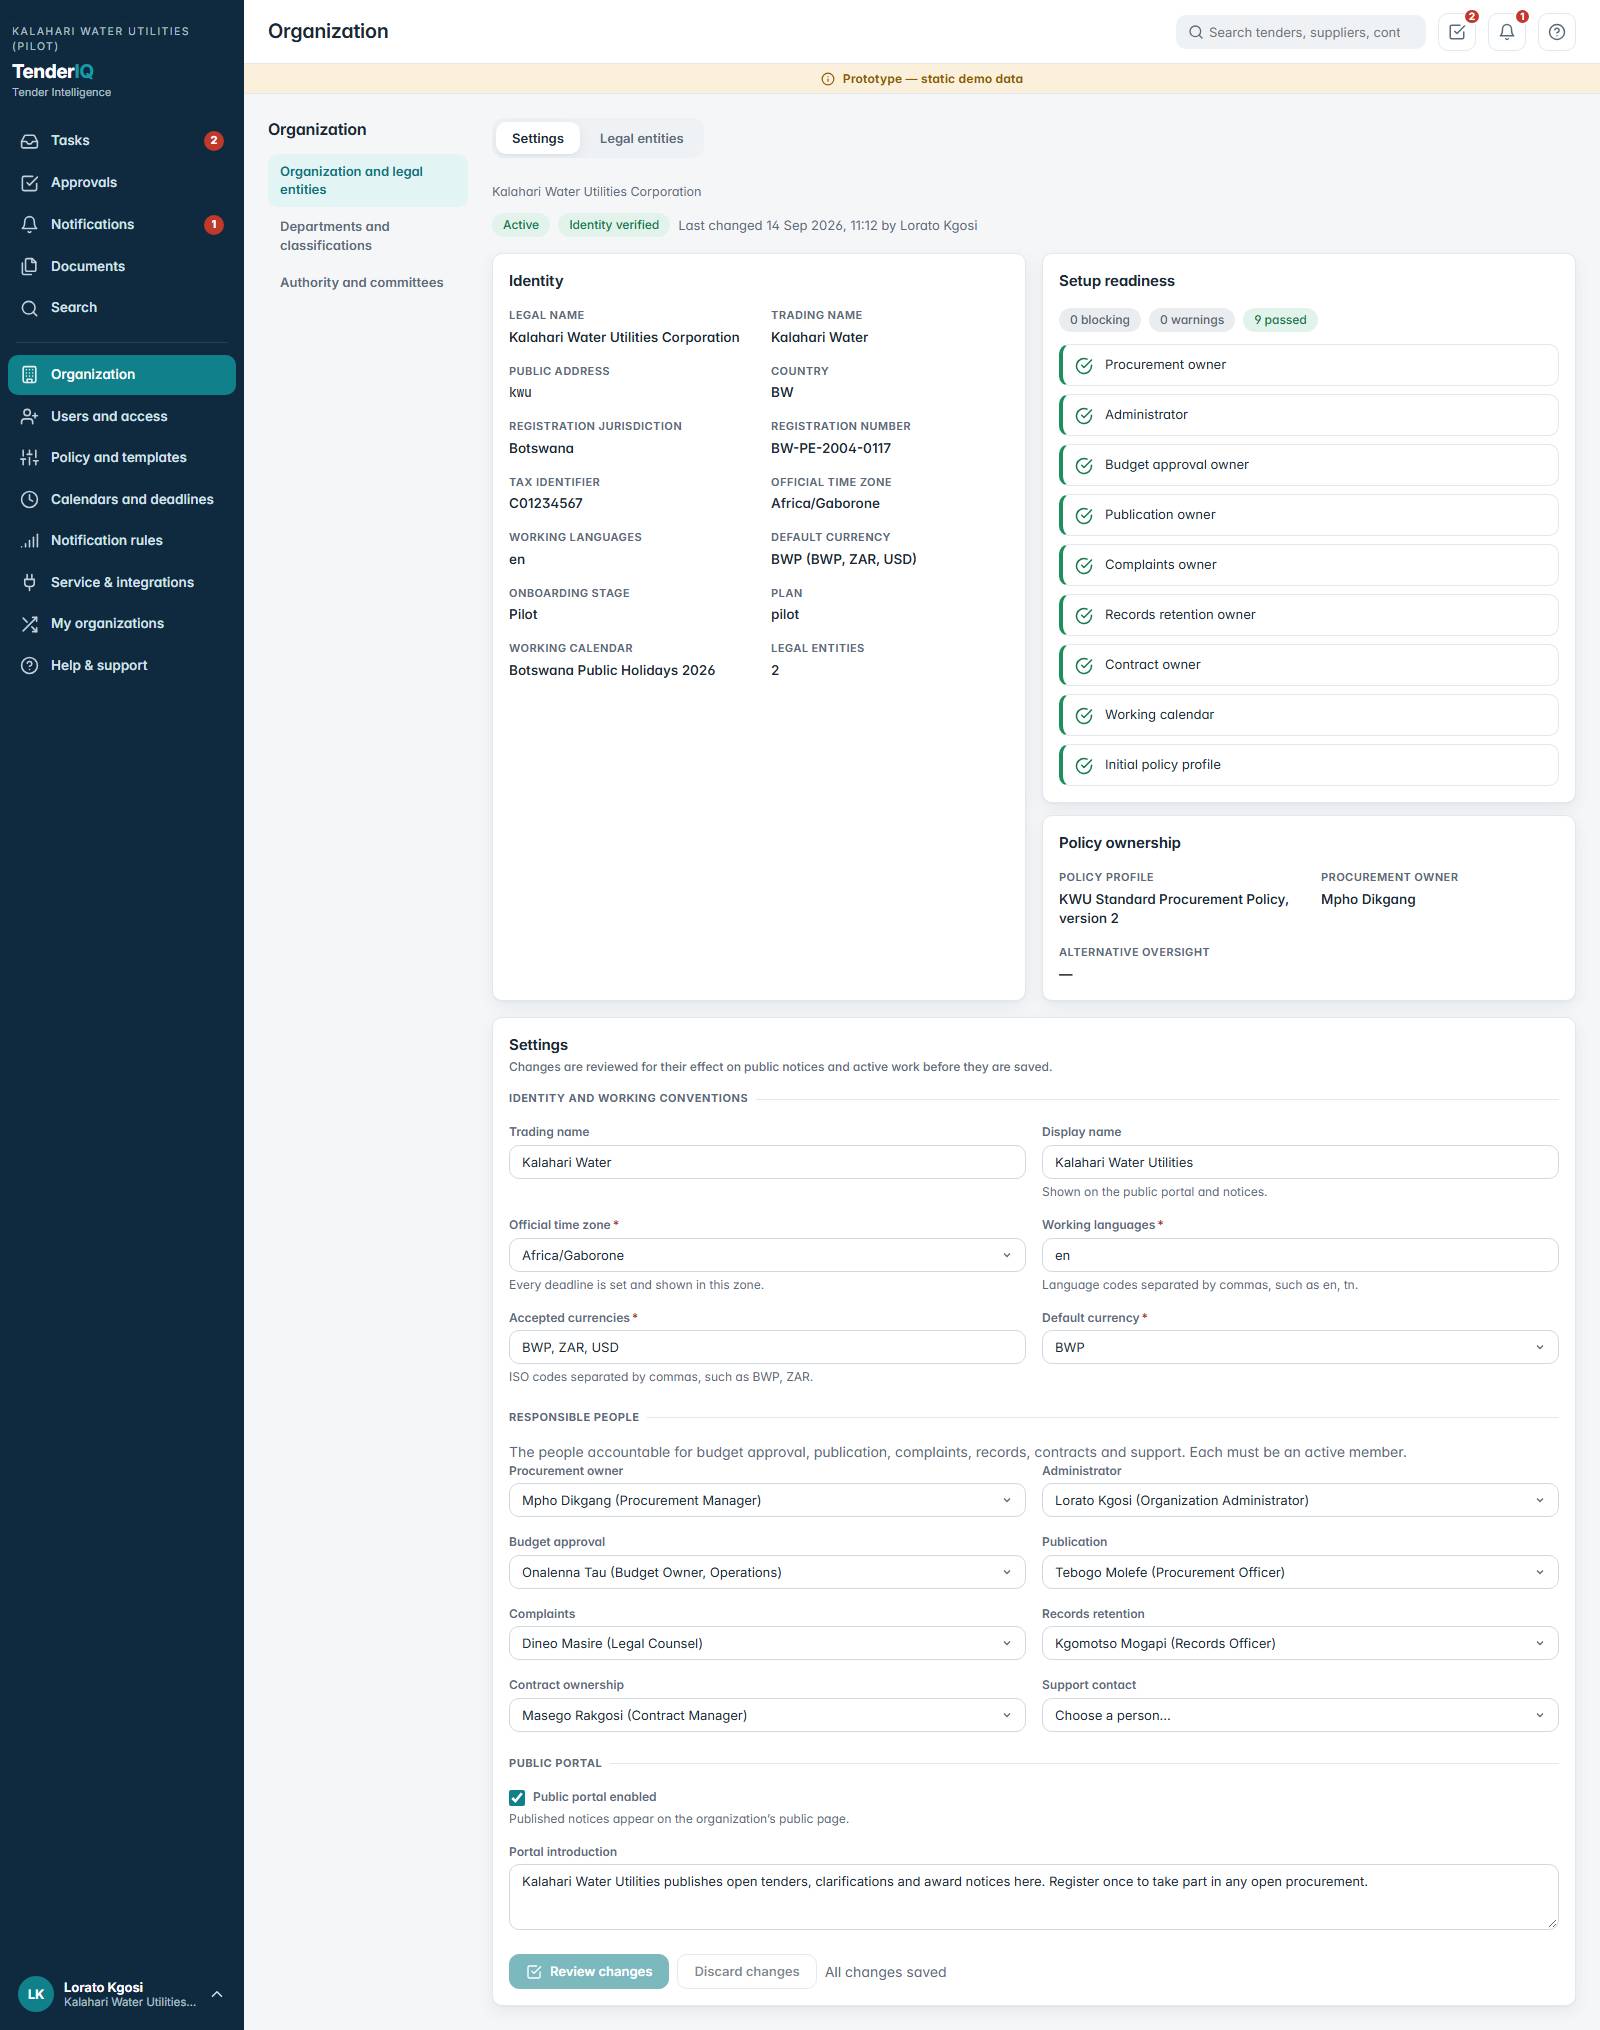 KALAHARI WATER UTILITIES
(PILOT)
TenderIQ
Tender Intelligence
Tasks 2
Approvals
Notifications 1
Documents
Search
Organization
Users and access
Policy and templates
Calendars and deadlines
Notification rules
Service & integrations
My organizations
Help & support
LK
Lorato Kgosi
Kalahari Water Utilities...
Organization
Search tenders, suppliers, cont
2
1
Prototype — static demo data
Organization
Organization and legal
entities
Departments and
classifications
Authority and committees
Settings Legal entities
Kalahari Water Utilities Corporation
Active Identity verified Last changed 14 Sep 2026, 11:12 by Lorato Kgosi
Identity
LEGAL NAME TRADING NAME
Kalahari Water Utilities Corporation Kalahari Water
PUBLIC ADDRESS COUNTRY
kwu BW
REGISTRATION JURISDICTION REGISTRATION NUMBER
Botswana BW-PE-2004-0117
TAX IDENTIFIER OFFICIAL TIME ZONE
C01234567 Africa/Gaborone
WORKING LANGUAGES DEFAULT CURRENCY
en BWP (BWP, ZAR, USD)
ONBOARDING STAGE PLAN
Pilot pilot
WORKING CALENDAR LEGAL ENTITIES
Botswana Public Holidays 2026 2
Setup readiness
0 blocking 0 warnings 9 passed
Procurement owner
Administrator
Budget approval owner
Publication owner
Complaints owner
Records retention owner
Contract owner
Working calendar
Initial policy profile
Policy ownership
POLICY PROFILE PROCUREMENT OWNER
KWU Standard Procurement Policy, Mpho Dikgang
version 2
ALTERNATIVE OVERSIGHT
—
Settings
Changes are reviewed for their effect on public notices and active work before they are saved.
IDENTITY AND WORKING CONVENTIONS
Trading name Display name
Kalahari Water Kalahari Water Utilities
Shown on the public portal and notices.
Official time zone * Working languages *
Africa/Gaborone en
Every deadline is set and shown in this zone. Language codes separated by commas, such as en, tn.
Accepted currencies * Default currency *
BWP, ZAR, USD BWP
ISO codes separated by commas, such as BWP, ZAR.
RESPONSIBLE PEOPLE
The people accountable for budget approval, publication, complaints, records, contracts and support. Each must be an active member.
Procurement owner Administrator
Mpho Dikgang (Procurement Manager) Lorato Kgosi (Organization Administrator)
Budget approval Publication
Onalenna Tau (Budget Owner, Operations) Tebogo Molefe (Procurement Officer)
Complaints Records retention
Dineo Masire (Legal Counsel) Kgomotso Mogapi (Records Officer)
Contract ownership Support contact
Masego Rakgosi (Contract Manager) Choose a person...
PUBLIC PORTAL
Public portal enabled
Published notices appear on the organization's public page.
Portal introduction
Kalahari Water Utilities publishes open tenders, clarifications and award notices here. Register once to take part in any open procurement.
Review changes Discard changes All changes saved